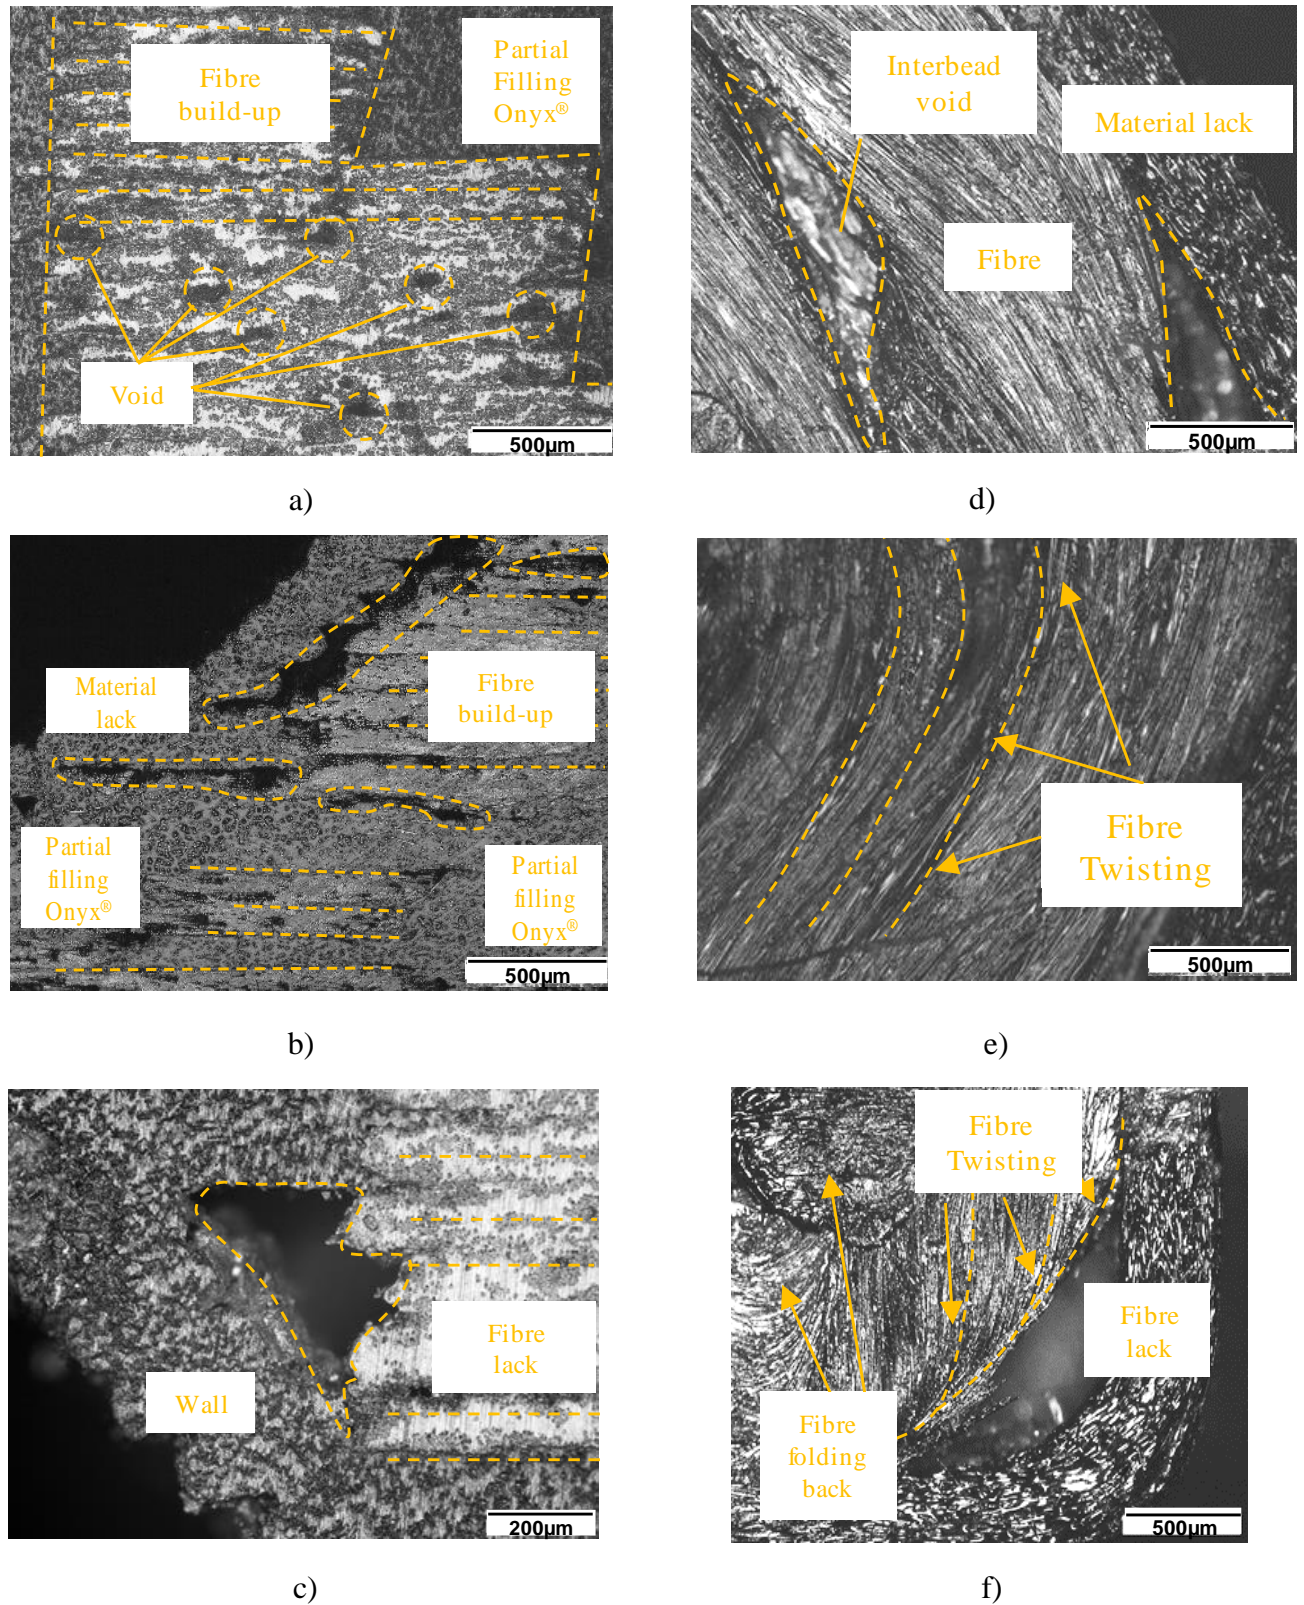 Fibre
build-up
Partial
Filling
Onyx®
Void
500µm
a)
Interbead
void
Material lack
Fibre
500µm
d)
Material
lack
Fibre
build-up
Partial
filling
Onyx®
Partial
filling
Onyx®
500µm
b)
Fibre
Twisting
500µm
e)
Fibre
lack
Wall
200µm
c)
Fibre
Twisting
Fibre
lack
Fibre
folding
back
500µm
f)